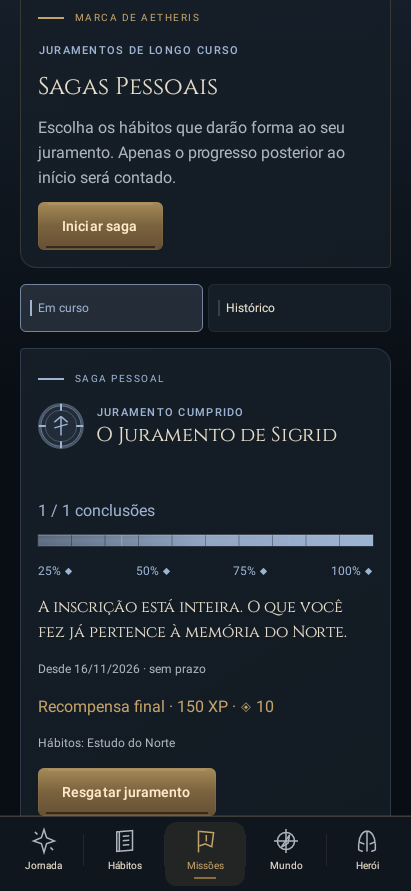 MARCA DE AETHERIS
JURAMENTOS DE LONGO CURSO
Sagas Pessoais
Escolha os hábitos que darão forma ao seu
juramento. Apenas o progresso posterior ao
início será contado.
Iniciar saga
Em curso
Histórico
SAGA PESSOAL
JURAMENTO CUMPRIDO
O Juramento de Sigrid
1 / 1 conclusões
25% ◆ 50% ◆ 75% ◆ 100% ◆
A inscrição está inteira. O que você
fez já pertence à memória do Norte.
Desde 16/11/2026 · sem prazo
Recompensa final · 150 XP · ◈ 10
Hábitos: Estudo do Norte
Resgatar juramento
Jornada
Hábitos
Missões
Mundo
Herói